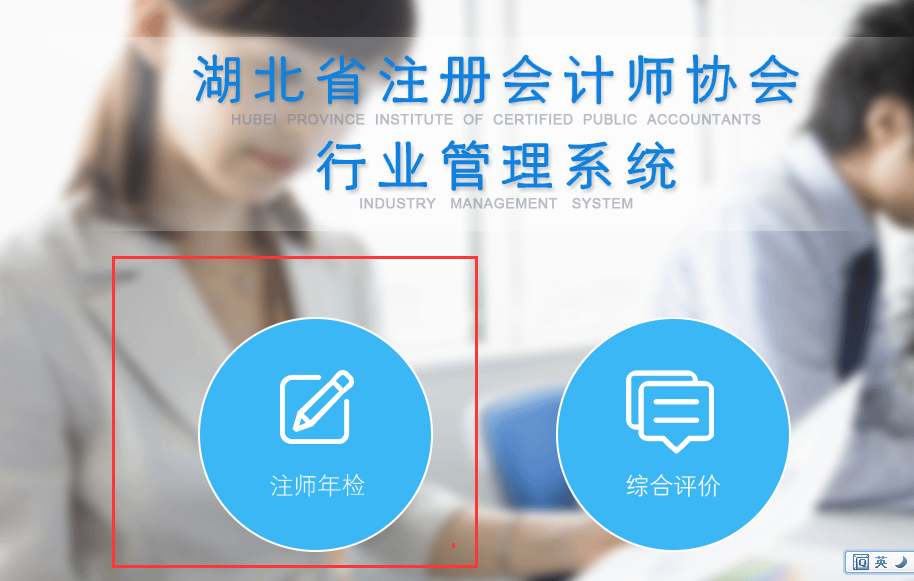 湖北省注册会计师协会
HUBEI PROVINCE INSTITUTE OF CERTIFIED PUBLIC ACCOUNTANTS
行业管理系统
INDUSTRY MANAGEMENT SYSTEM
注师年检
综合评价
英